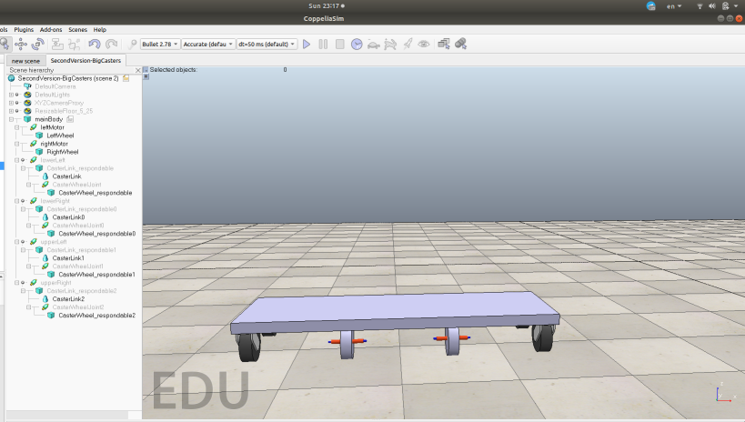 Sun 23:17
en
CoppeliaSim
ols Plugins Add-ons Scenes Help
Bullet 2.78 Accurate (defau dt=50 ms (default)
new scene SecondVersion-BigCasters
Scene hierarchy
Selected objects: 0
SecondVersion-BigCasters (scene 2)
DefaultCamera
DefaultLights
XYZCameraProxy
ResizableFloor_5_25
mainBody
leftMotor
LeftWheel
rightMotor
RightWheel
lowerLeft
CasterLink_respondable
CasterLink
CasterWheelJoint
CasterWheel_respondable
lowerRight
CasterLink_respondable0
CasterLink0
CasterWheelJoint0
CasterWheel_respondable0
upperLeft
CasterLink_respondable1
CasterLink1
CasterWheelJoint1
CasterWheel_respondable1
upperRight
CasterLink_respondable2
CasterLink2
CasterWheelJoint2
CasterWheel_respondable2
EDU